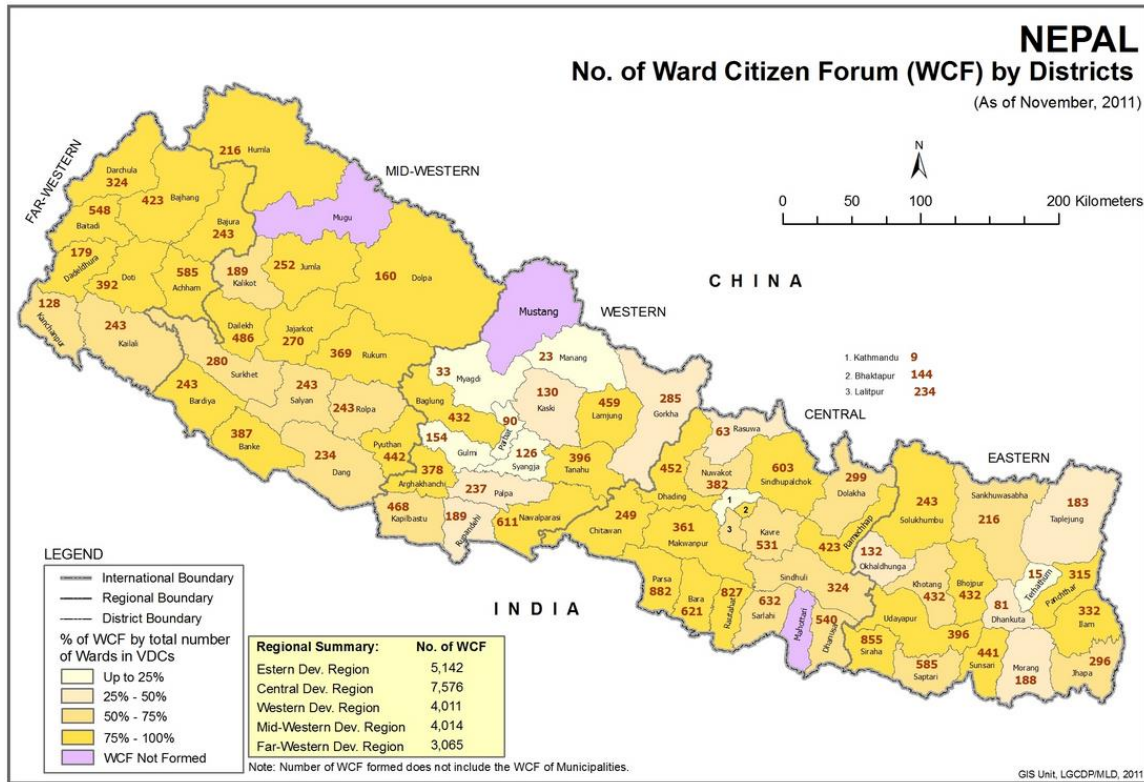 NEPAL
No. of Ward Citizen Forum (WCF) by Districts
(As of November, 2011)
N
0 50 100 200 Kilometers
FAR-WESTERN
MID-WESTERN
WESTERN
CENTRAL
EASTERN
CHINA
INDIA
216 Humla
Darchula
324
423 Bajhang
548
Baitadi
Bajura
243
Mugu
179
Dadeldhura
Doti
392
585
Achham
189
Kalikot
252 Jumla
160 Dolpa
128
Kanchanpur
243
Kailali
Dailekh
486
Jajarkot
270
369 Rukum
Mustang
280
Surkhet
243
Salyan
243 Rolpa
243
Bardiya
387
Banke
234
Dang
Pyuthan
442
33
Myagdi
23 Manang
Baglung
432
90
Parbat
130
Kaski
459
Lamjung
285
Gorkha
154
Gulmi
126
Syangja
396
Tanahu
378
Arghakhanchi
237 Palpa
468
Kapilbastu
189
Rupandehi
611 Nawalparasi
1. Kathmandu 9
2. Bhaktapur 144
3. Lalitpur 234
63 Rasuwa
452
Dhading
Nuwakot
382
603
Sindhupalchok
299
Dolakha
1
2
3
249
Chitawan
361
Makwanpur
Kavre
531
423 Ramechhap
Sindhuli
324
Parsa
882
Bara
621
827
Rautahat
632
Sarlahi
Mahottari
540
Dhanusa
243
Solukhumbu
Sankhuwasabha
216
183
Taplejung
132
Okhaldhunga
Khotang
432
Bhojpur
432
15
Terhathum
315
Panchthar
81
Dhankuta
332
Ilam
Udayapur
396
855
Siraha
585
Saptari
441
Sunsari
Morang
188
296
Jhapa
LEGEND
International Boundary
Regional Boundary
District Boundary
% of WCF by total number
of Wards in VDCs
Up to 25%
25% - 50%
50% - 75%
75% - 100%
WCF Not Formed
Regional Summary: No. of WCF
Estern Dev. Region 5,142
Central Dev. Region 7,576
Western Dev. Region 4,011
Mid-Western Dev. Region 4,014
Far-Western Dev. Region 3,065
Note: Number of WCF formed does not include the WCF of Municipalities.
GIS Unit, LGCDP/MLD, 2011